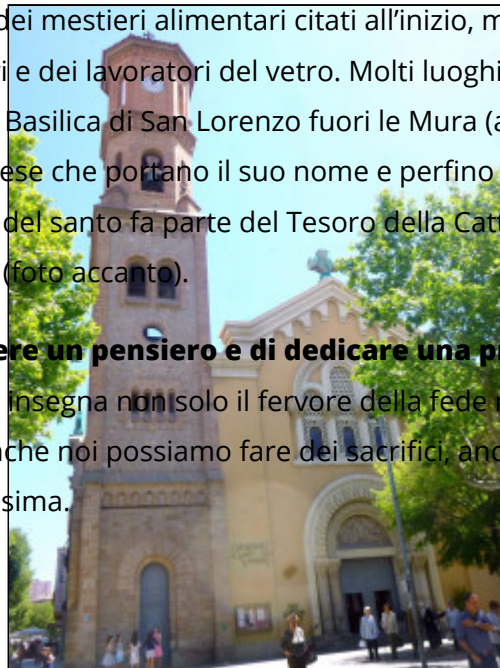 dei mestieri alimentari citati all’inizio, m
i e dei lavoratori del vetro. Molti luoghi
Basilica di San Lorenzo fuori le Mura (a
ese che portano il suo nome e perfino
del santo fa parte del Tesoro della Catt
(foto accanto).
ere un pensiero e di dedicare una pr
insegna non solo il fervore della fede
nche noi possiamo fare dei sacrifici, anc
sima.